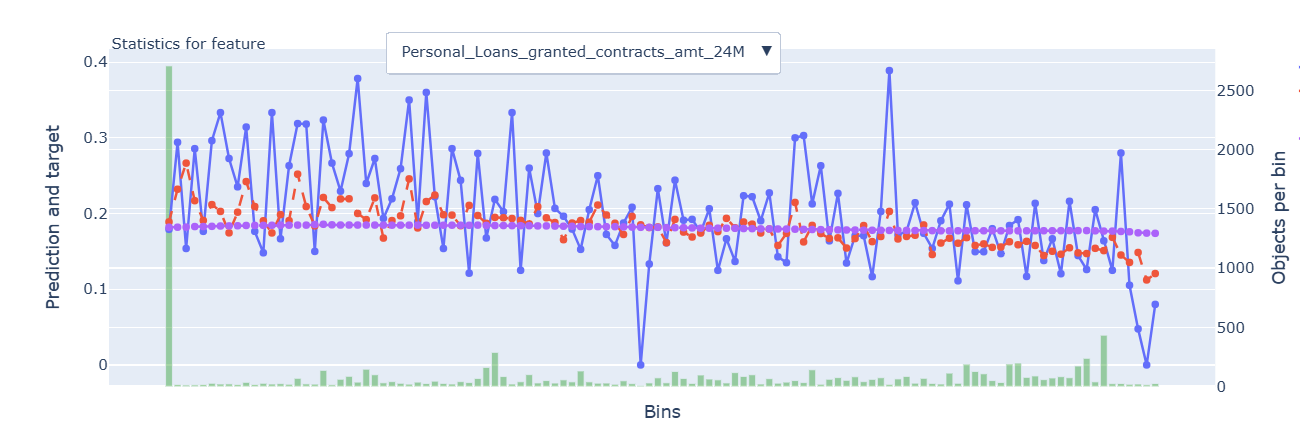 Statistics for feature
Personal_Loans_granted_contracts_amt_24M ▼
Prediction and target
0.4
0.3
0.2
0.1
0
2500
2000
1500
1000
500
0
Objects per bin
Bins